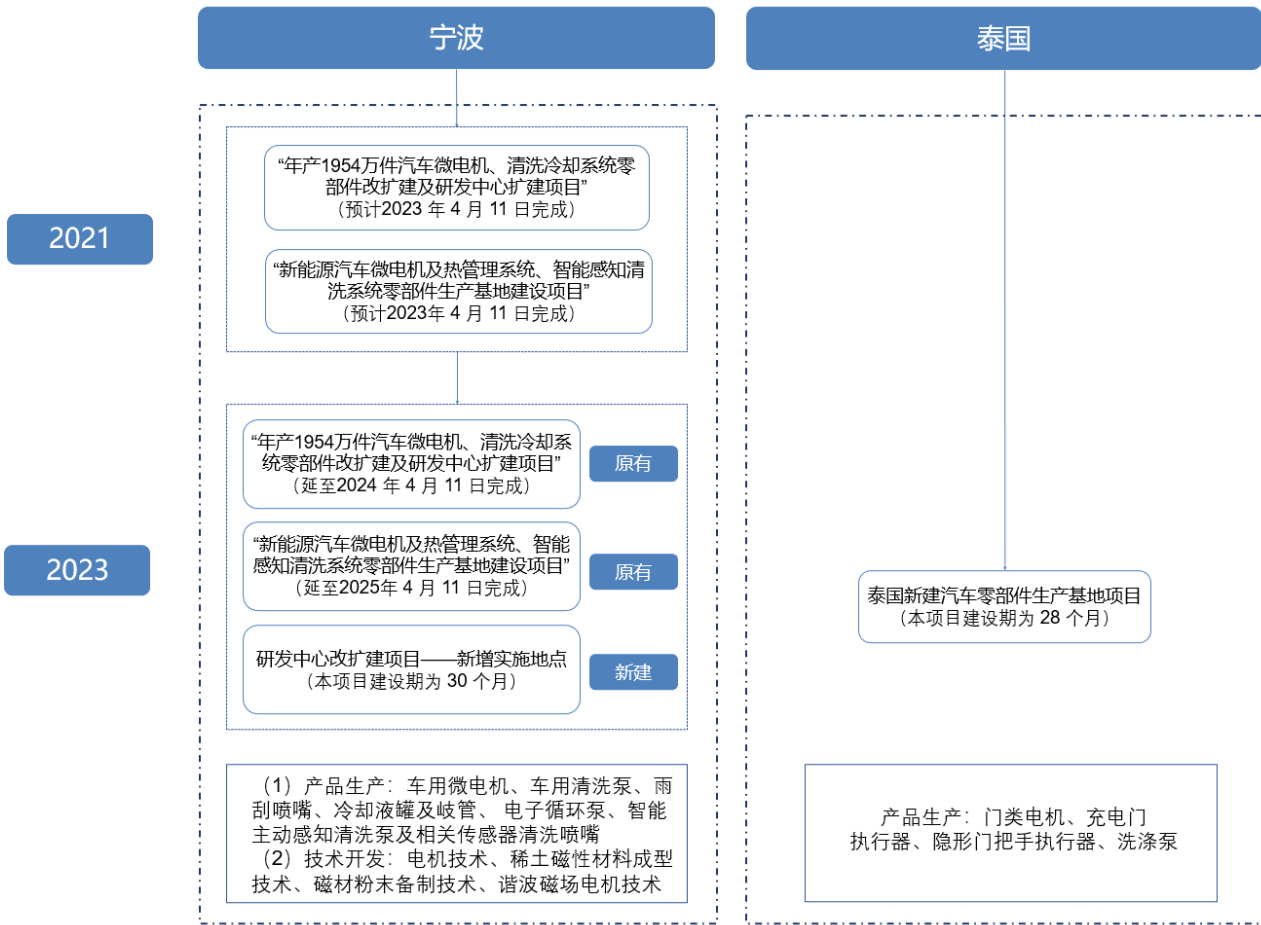 宁波
泰国
2021
“年产1954万件汽车微电机、清洗冷却系统零
部件改扩建及研发中心扩建项目”
（预计2023 年 4 月 11 日完成）
“新能源汽车微电机及热管理系统、智能感知清
洗系统零部件生产基地建设项目”
（预计2023年 4 月 11 日完成）
2023
“年产1954万件汽车微电机、清洗冷却系
统零部件改扩建及研发中心扩建项目”
（延至2024 年 4 月 11 日完成）
原有
“新能源汽车微电机及热管理系统、智能
感知清洗系统零部件生产基地建设项目”
（延至2025年 4 月 11 日完成）
原有
研发中心改扩建项目——新增实施地点
（本项目建设期为 30 个月）
新建
泰国新建汽车零部件生产基地项目
（本项目建设期为 28 个月）
（1）产品生产：车用微电机、车用清洗泵、雨
刮喷嘴、冷却液罐及岐管、 电子循环泵、智能
主动感知清洗泵及相关传感器清洗喷嘴
（2）技术开发：电机技术、稀土磁性材料成型
技术、磁材粉末备制技术、谐波磁场电机技术
产品生产：门类电机、充电门
执行器、隐形门把手执行器、洗涤泵